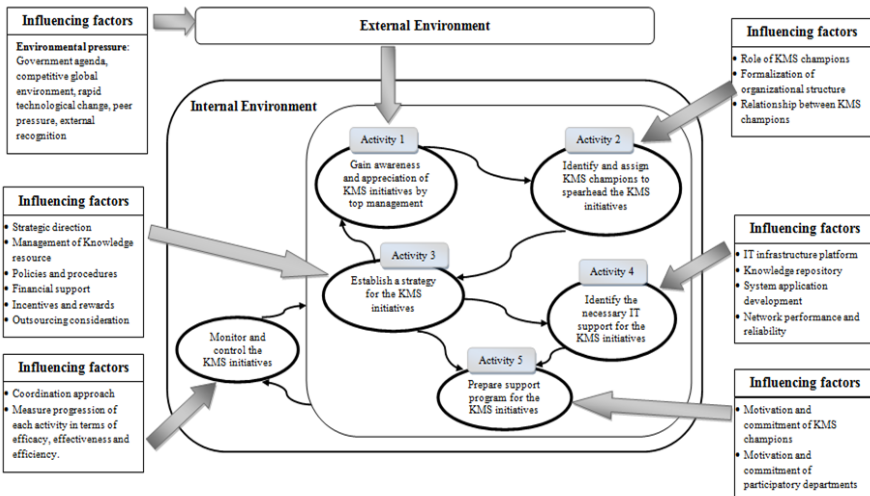 Influencing factors
Environmental pressure:
Government agenda,
competitive global
environment, rapid
technological change, peer
pressure, external
recognition
External Environment
Influencing factors
• Role of KMS champions
• Formalization of
organizational structure
• Relationship between KMS
champions
Internal Environment
Activity 1
Gain awareness
and appreciation of
KMS initiatives by
top management
Activity 2
Identify and assign
KMS champions to
spearhead the KMS
initiatives
Influencing factors
• Strategic direction
• Management of Knowledge
resource
• Policies and procedures
• Financial support
• Incentives and rewards
• Outsourcing consideration
Activity 3
Establish a strategy
for the KMS
initiatives
Activity 4
Identify the
necessary IT
support for the
KMS initiatives
Influencing factors
• IT infrastructure platform
• Knowledge repository
• System application
development
• Network performance and
reliability
Monitor and
control the
KMS initiatives
Activity 5
Prepare support
program for the
KMS initiatives
Influencing factors
• Coordination approach
• Measure progression of
each activity in terms of
efficacy, effectiveness and
efficiency.
Influencing factors
• Motivation and
commitment of KMS
champions
• Motivation and
commitment of
participatory departments